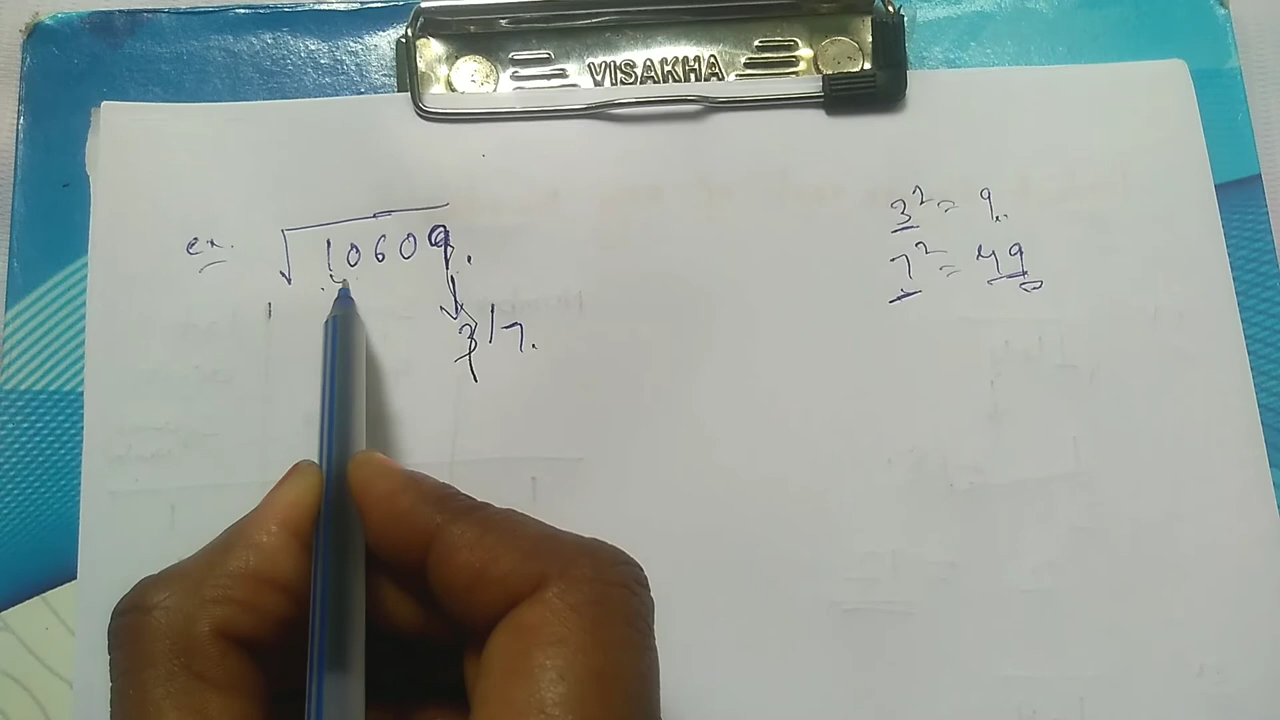 VISAKHA
ex. √10609.
3/7.
3² = 9.
7² = 49